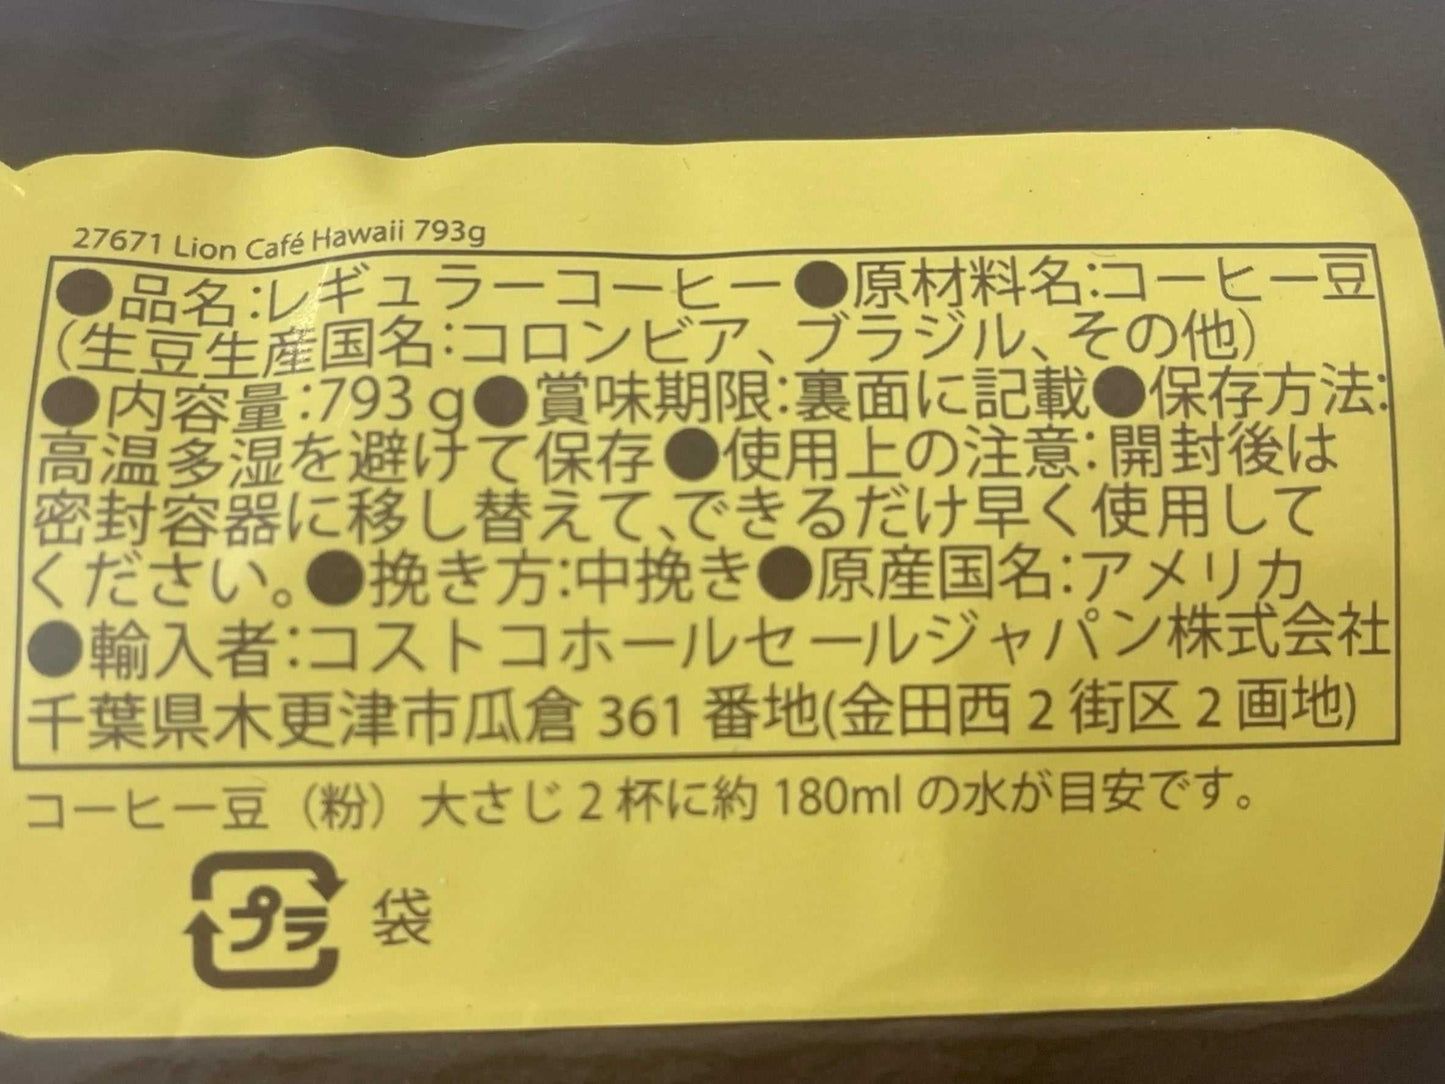 27671 Lion Café Hawaii 793g
●品名:レギュラーコーヒー●原材料名:コーヒー豆
(生豆生産国名:コロンビア、ブラジル、その他)
●内容量:793 g●賞味期限:裏面に記載●保存方法:
高温多湿を避けて保存●使用上の注意:開封後は
密封容器に移し替えて、できるだけ早く使用して
ください。●挽き方:中挽き●原産国名:アメリカ
●輸入者:コストコホールセールジャパン株式会社
千葉県木更津市瓜倉 361 番地(金田西 2 街区 2 画地)
コーヒー豆(粉)大さじ 2 杯に約 180ml の水が目安です。
プラ 袋